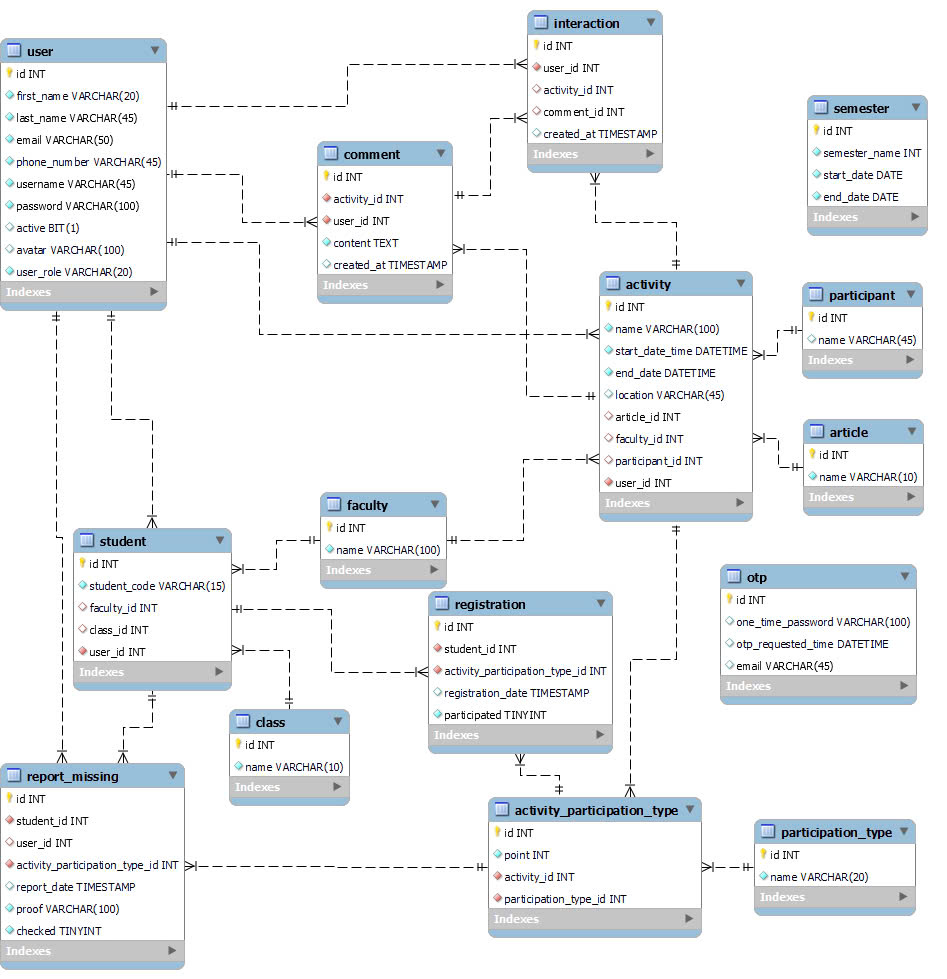 user
id INT
first_name VARCHAR(20)
last_name VARCHAR(45)
email VARCHAR(50)
phone_number VARCHAR(45)
username VARCHAR(45)
password VARCHAR(100)
active BIT(1)
avatar VARCHAR(100)
user_role VARCHAR(20)
Indexes
interaction
id INT
user_id INT
activity_id INT
comment_id INT
created_at TIMESTAMP
Indexes
semester
id INT
semester_name INT
start_date DATE
end_date DATE
Indexes
comment
id INT
activity_id INT
user_id INT
content TEXT
created_at TIMESTAMP
Indexes
activity
id INT
name VARCHAR(100)
start_date_time DATETIME
end_date DATETIME
location VARCHAR(45)
article_id INT
faculty_id INT
participant_id INT
user_id INT
Indexes
participant
id INT
name VARCHAR(45)
Indexes
article
id INT
name VARCHAR(10)
Indexes
faculty
id INT
name VARCHAR(100)
Indexes
student
id INT
student_code VARCHAR(15)
faculty_id INT
class_id INT
user_id INT
Indexes
registration
id INT
student_id INT
activity_participation_type_id INT
registration_date TIMESTAMP
participated TINYINT
Indexes
otp
id INT
one_time_password VARCHAR(100)
otp_requested_time DATETIME
email VARCHAR(45)
Indexes
class
id INT
name VARCHAR(10)
Indexes
report_missing
id INT
student_id INT
user_id INT
activity_participation_type_id INT
report_date TIMESTAMP
proof VARCHAR(100)
checked TINYINT
Indexes
activity_participation_type
id INT
point INT
activity_id INT
participation_type_id INT
Indexes
participation_type
id INT
name VARCHAR(20)
Indexes